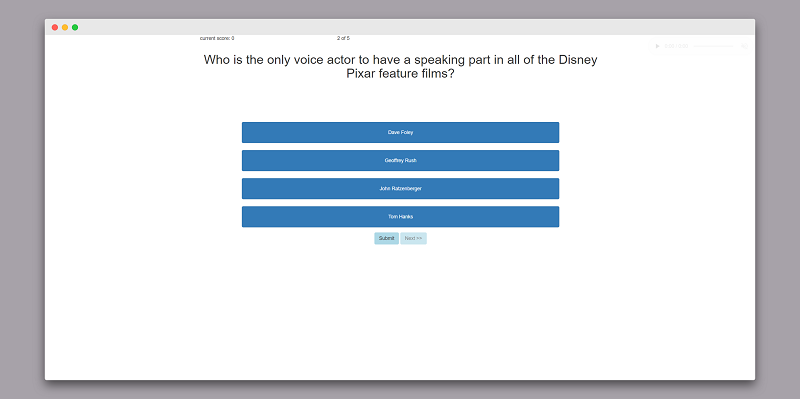 current score: 0
2 of 5
Who is the only voice actor to have a speaking part in all of the Disney
Pixar feature films?
Dave Foley
Geoffrey Rush
John Ratzenberger
Tom Hanks
Submit
Next >>